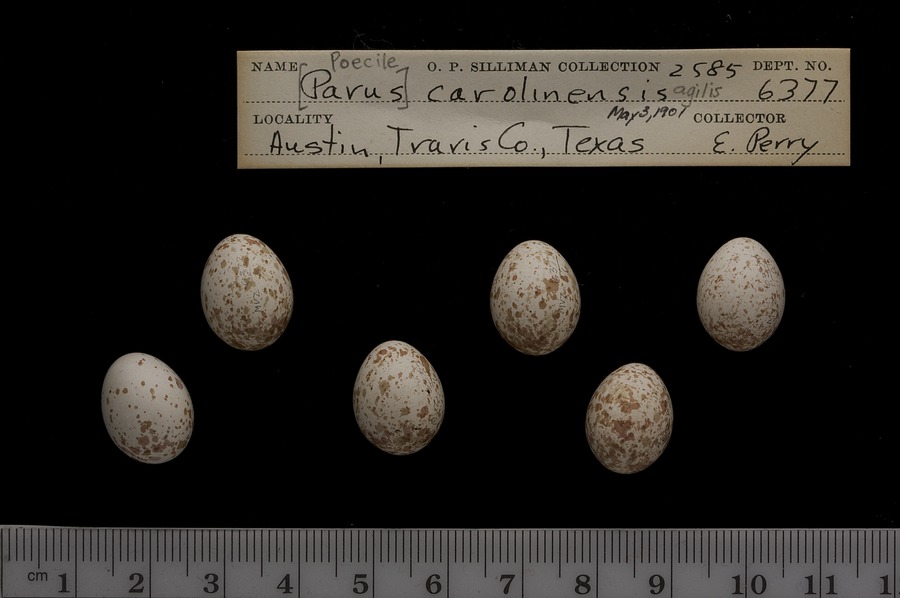 Poecile
NAME [Parus] carolinensis agilis O. P. SILLIMAN COLLECTION 2585 DEPT. NO. 6377
May 3, 1907
LOCALITY Austin, Travis Co., Texas COLLECTOR E. Perry
cm 1 2 3 4 5 6 7 8 9 10 11 1